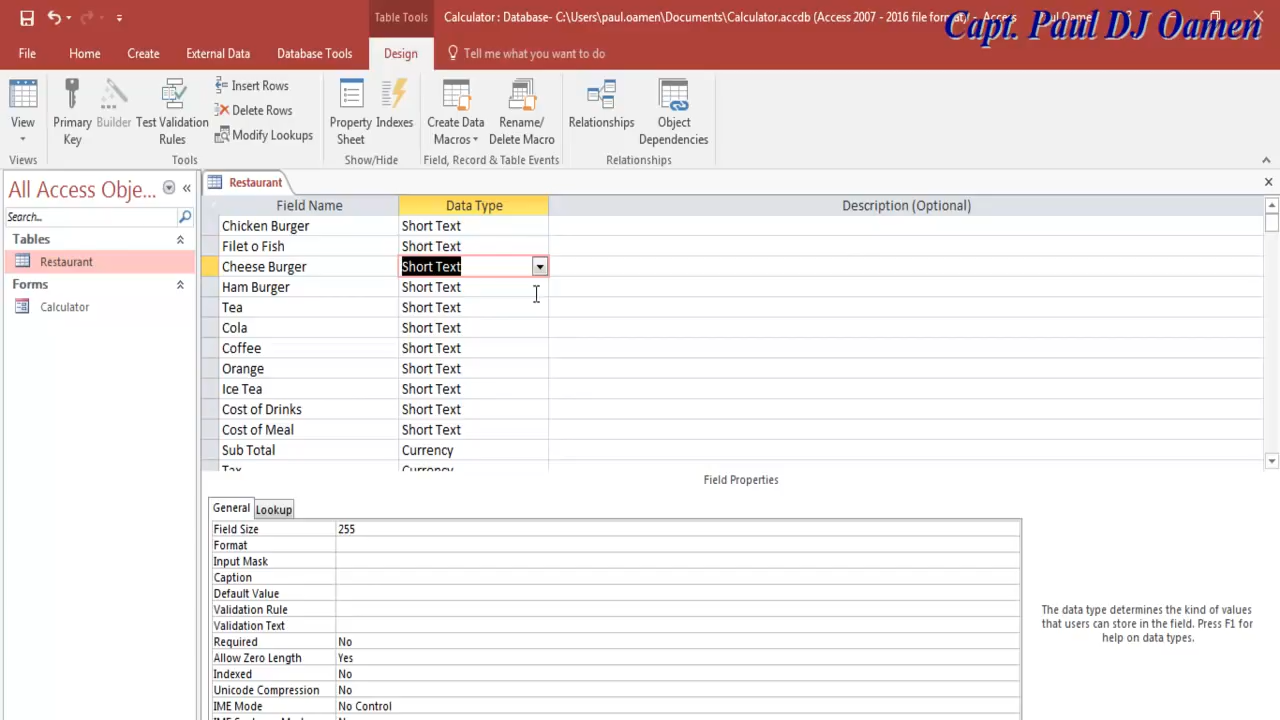 Table Tools
Calculator : Database- C:\Users\paul.oamen\Documents\Calculator.accdb (Access 2007 - 2016 file format) - Access
Capt. Paul DJ Oamen
File
Home
Create
External Data
Database Tools
Design
Tell me what you want to do
View
Primary Key
Builder
Test Validation Rules
Insert Rows
Delete Rows
Modify Lookups
Property Sheet
Indexes
Create Data Macros
Rename/ Delete Macro
Relationships
Object Dependencies
Views
Tools
Show/Hide
Field, Record & Table Events
Relationships
All Access Obje...
Search...
Tables
Restaurant
Forms
Calculator
Restaurant
Field Name Data Type Description (Optional)
Chicken Burger Short Text
Filet o Fish Short Text
Cheese Burger Short Text
Ham Burger Short Text
Tea Short Text
Cola Short Text
Coffee Short Text
Orange Short Text
Ice Tea Short Text
Cost of Drinks Short Text
Cost of Meal Short Text
Sub Total Currency
Tax Currency
Field Properties
General Lookup
Field Size 255
Format
Input Mask
Caption
Default Value
Validation Rule
Validation Text
Required No
Allow Zero Length Yes
Indexed No
Unicode Compression No
IME Mode No Control
The data type determines the kind of values
that users can store in the field. Press F1 for
help on data types.